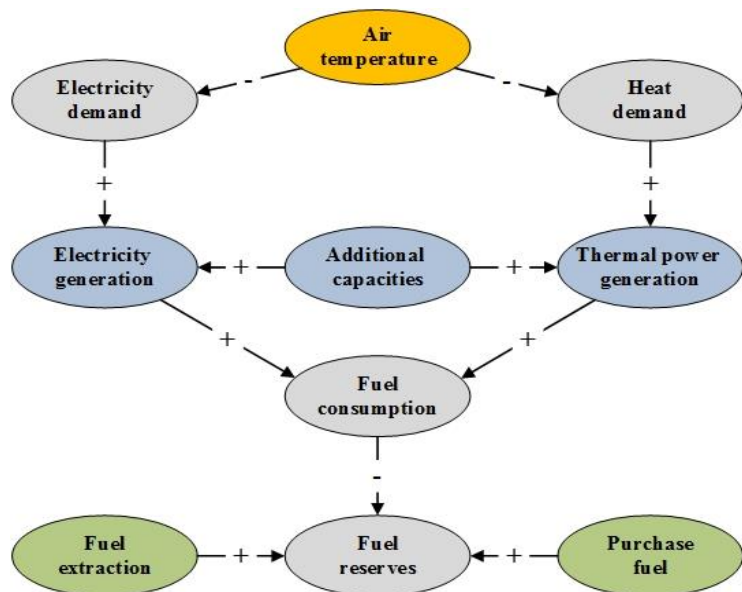 Air
temperature
-
-
Electricity
demand
Heat
demand
+
+
Electricity
generation
+
Additional
capacities
+
Thermal power
generation
+
+
Fuel
consumption
-
Fuel
extraction
+
Fuel
reserves
+
Purchase
fuel